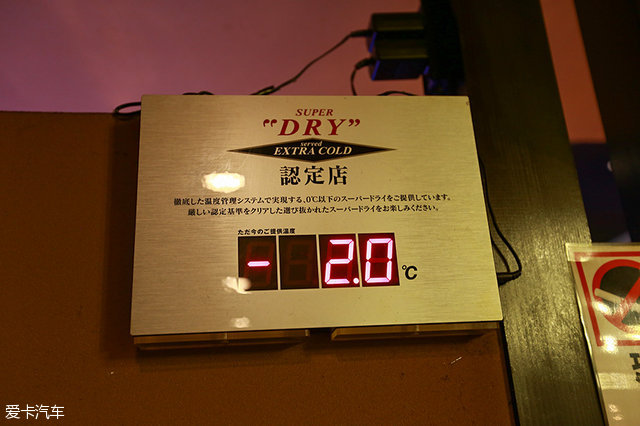 SUPER
"DRY"
served
EXTRA COLD
認定店
徹底した温度管理システムで実現する、0℃以下のスーパードライをご提供しています。
厳しい認定基準をクリアした選び抜かれたスーパードライをお楽しみください。
ただ今のご提供温度
- 2.0 ℃
爱卡汽车